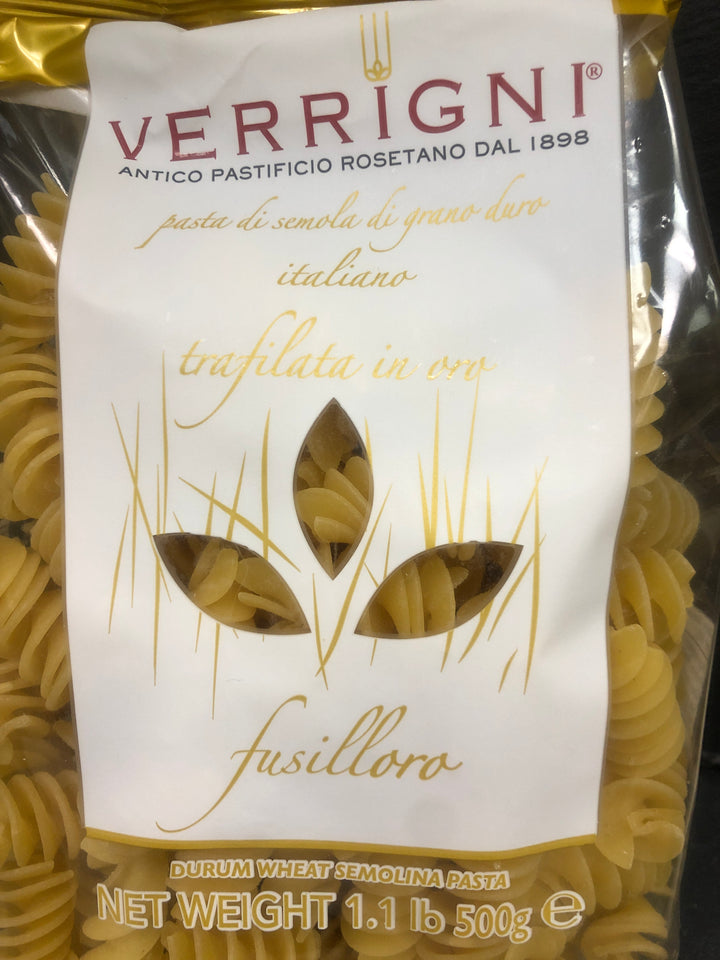 VERRIGNI®
ANTICO PASTIFICIO ROSETANO DAL 1898
pasta di semola di grano duro
italiano
trafilata in oro
fusilloro
DURUM WHEAT SEMOLINA PASTA
NET WEIGHT 1.1 lb 500g ℮